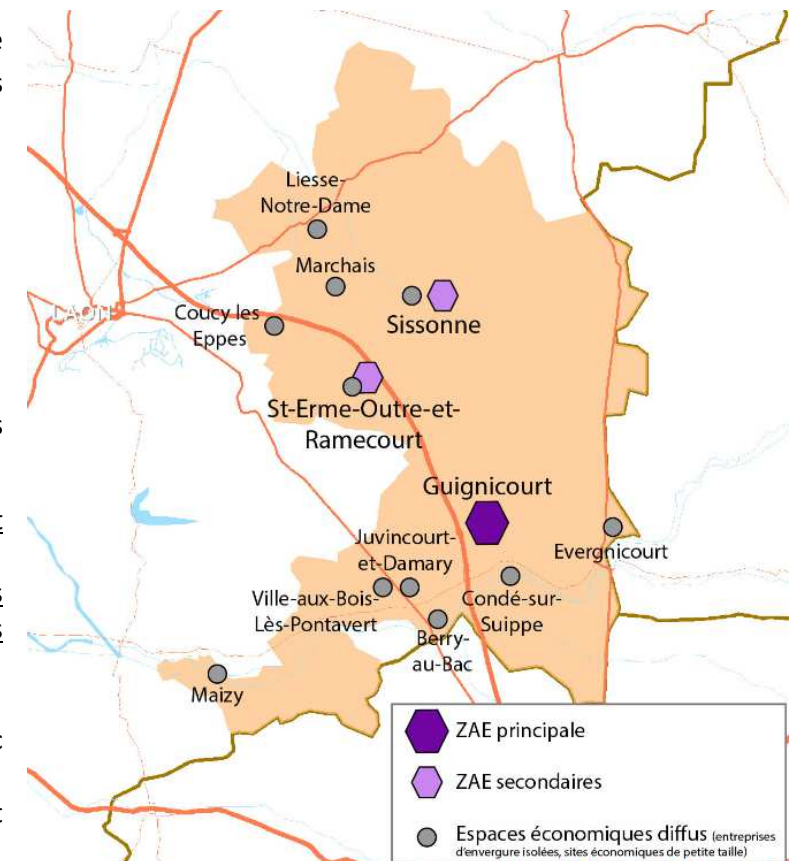 e
s
Liesse-
Notre-Dame
Marchais
LAON
Coucy les
Eppes
Sissonne
s
St-Erme-Outre-et-
Ramecourt
Guignicourt
r
Juvincourt-
et-Damary
Evergnicourt
s
Ville-aux-Bois-
Lès-Pontavert
Condé-sur-
Suippe
s
Berry-
au-Bac
Maizy
c
t
ZAE principale
ZAE secondaires
Espaces économiques diffus (entreprises
d'envergure isolées, sites économiques de petite taille)